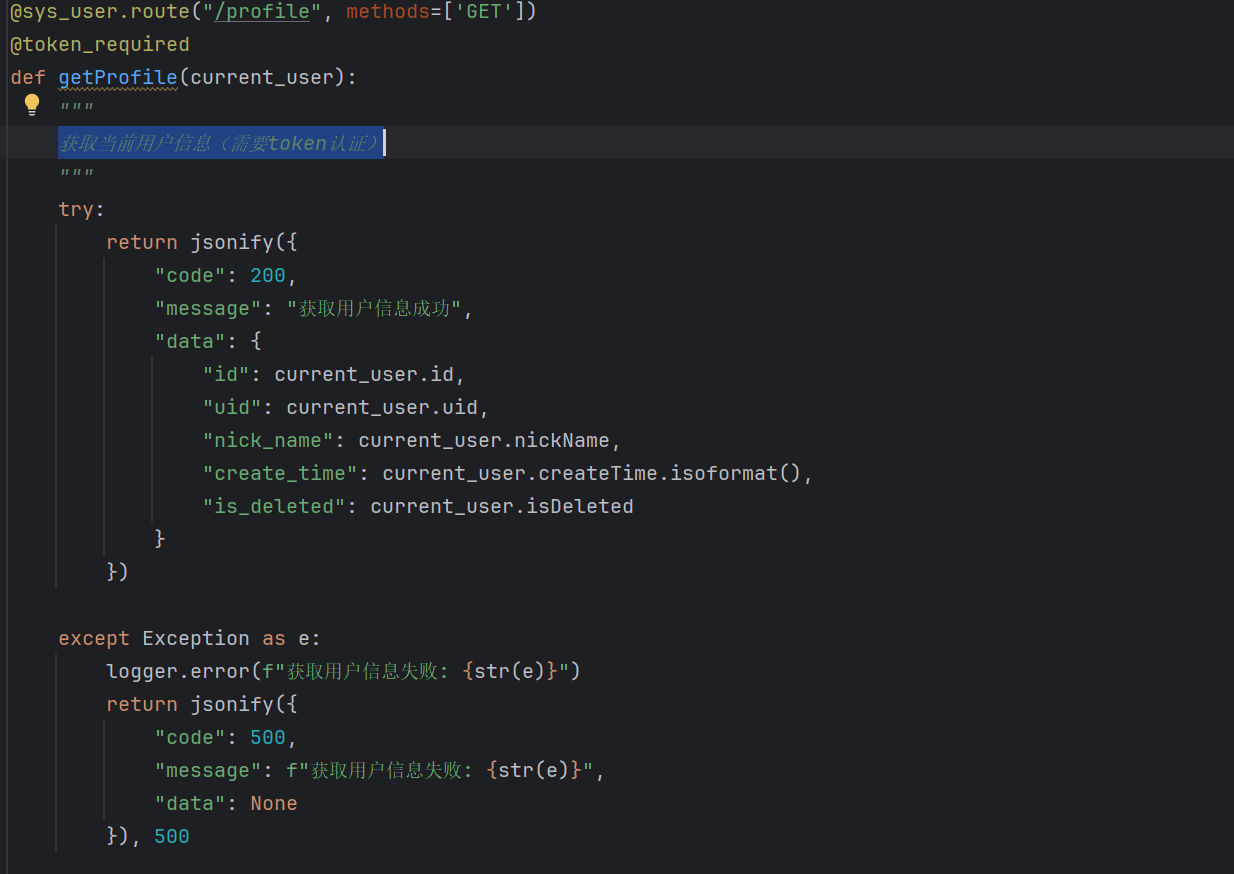 @sys_user.route("/profile", methods=['GET'])
@token_required
def getProfile(current_user):
"""
获取当前用户信息（需要token认证）
"""
try:
return jsonify({
"code": 200,
"message": "获取用户信息成功",
"data": {
"id": current_user.id,
"uid": current_user.uid,
"nick_name": current_user.nickName,
"create_time": current_user.createTime.isoformat(),
"is_deleted": current_user.isDeleted
}
})
except Exception as e:
logger.error(f"获取用户信息失败: {str(e)}")
return jsonify({
"code": 500,
"message": f"获取用户信息失败: {str(e)}",
"data": None
}), 500